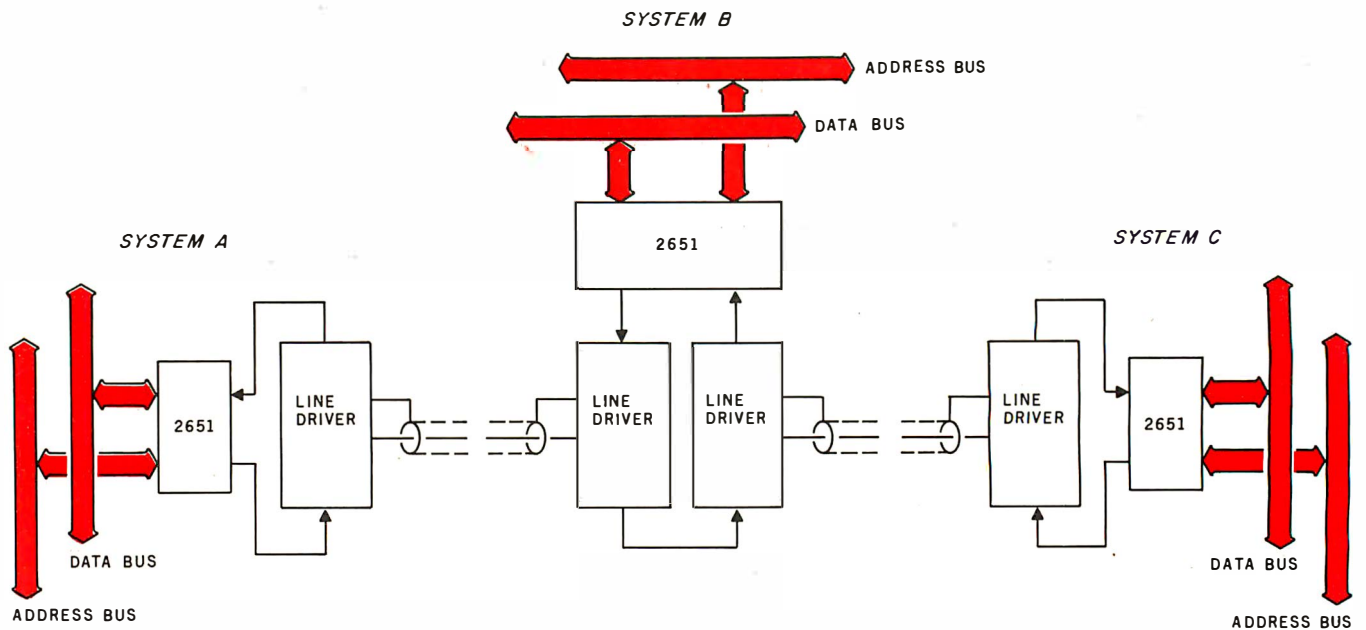 SYSTEM B
ADDRESS BUS
DATA BUS
2651
SYSTEM A
SYSTEM C
2651
LINE
DRIVER
LINE
DRIVER
LINE
DRIVER
LINE
DRIVER
2651
DATA BUS
ADDRESS BUS
DATA BUS
ADDRESS BUS